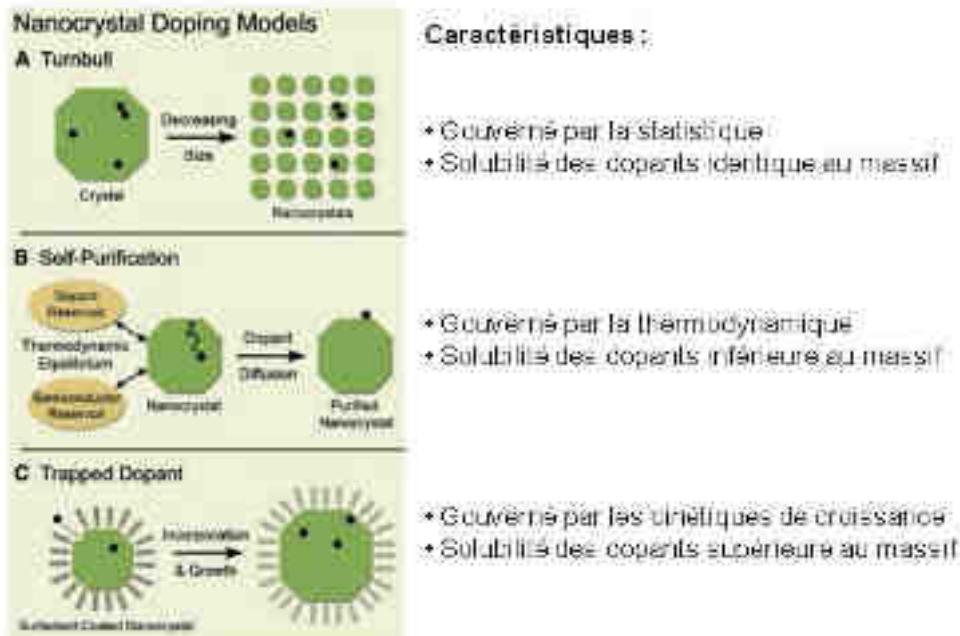 Nanocrystal Doping Models
Caractéristiques :
A Turnbull
Decreasing
Size
Crystal
Nanocrystals
• Gouverné par la statistique
• Solubilité des dopants identique au massif
B Self-Purification
Dopant
Reservoir
Thermodynamic
Equilibrium
Semiconductor
Reservoir
Nanocrystal
Dopant
Diffusion
Purified
Nanocrystal
• Gouverné par la thermodynamique
• Solubilité des dopants inférieure au massif
C Trapped Dopant
Incorporation
& Growth
Surfactant Coated Nanocrystal
• Gouverné par les cinétiques de croissance
• Solubilité des dopants supérieure au massif